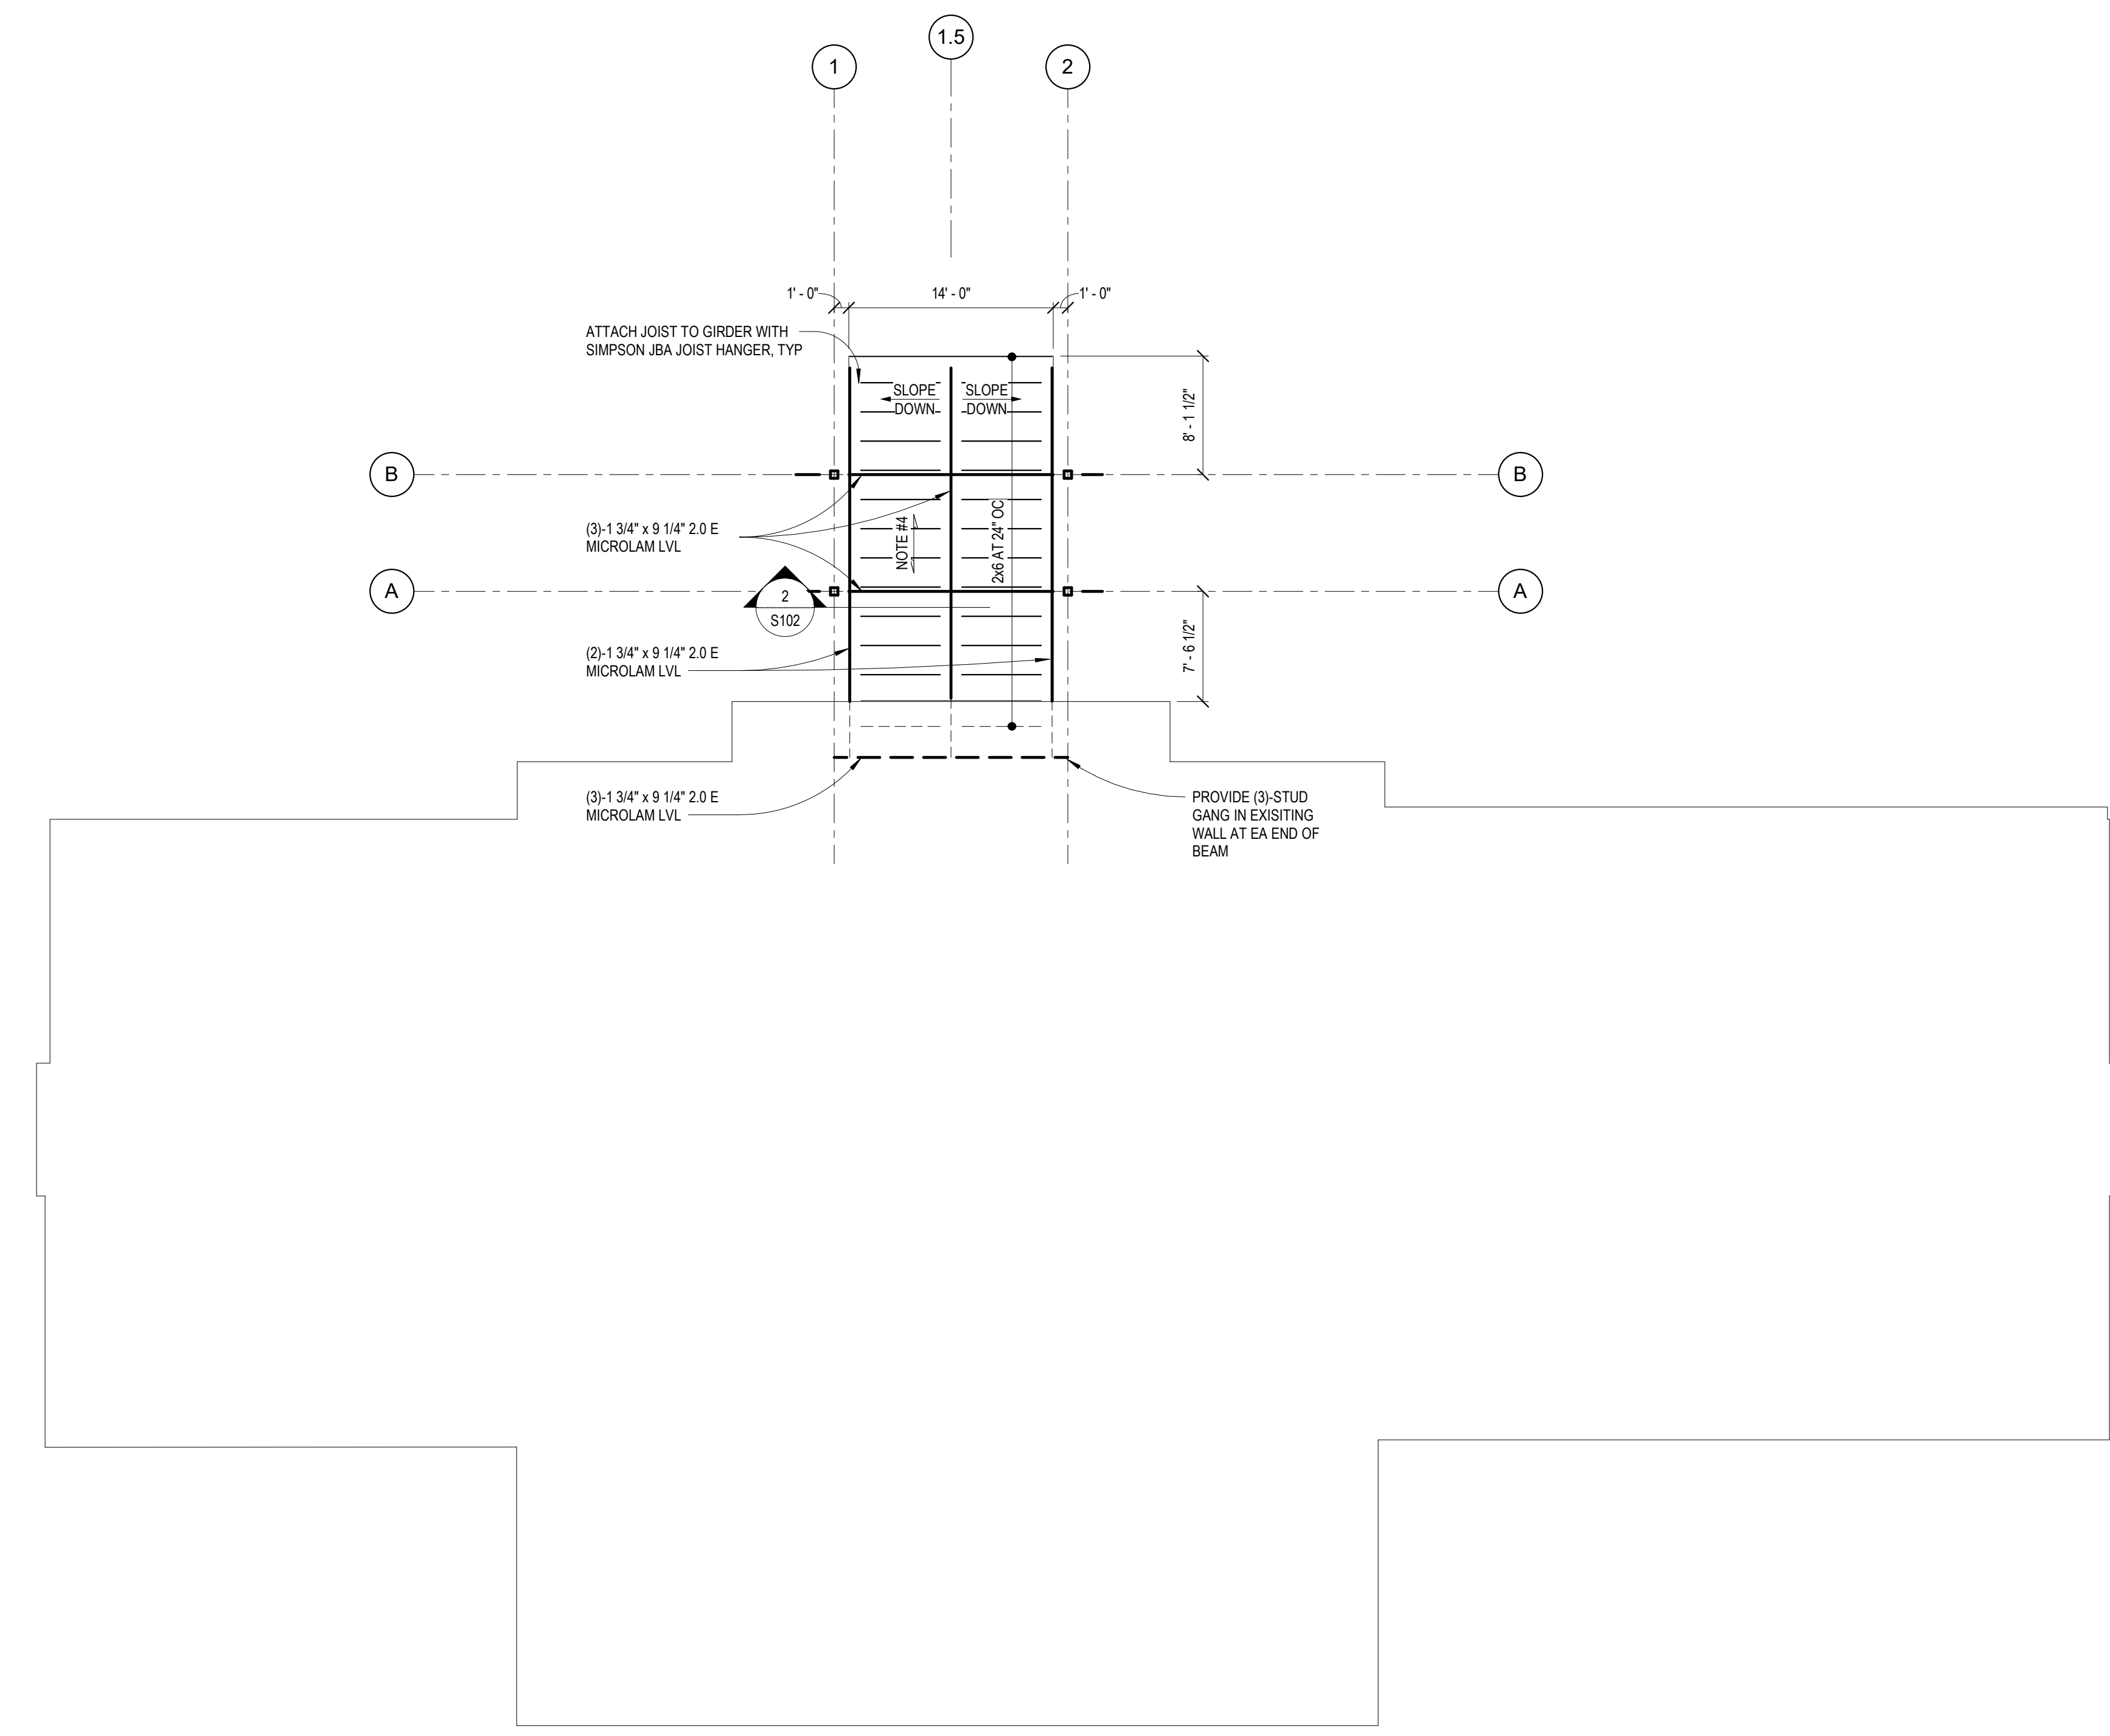 1.5
1
2
1' - 0"
14' - 0"
1' - 0"
ATTACH JOIST TO GIRDER WITH
SIMPSON JBA JOIST HANGER, TYP
SLOPE
DOWN
SLOPE
DOWN
8' - 1 1/2"
B
B
(3)-1 3/4" x 9 1/4" 2.0 E
MICROLAM LVL
NOTE #4
2x6 AT 24" OC
A
A
2
S102
(2)-1 3/4" x 9 1/4" 2.0 E
MICROLAM LVL
7' - 6 1/2"
(3)-1 3/4" x 9 1/4" 2.0 E
MICROLAM LVL
PROVIDE (3)-STUD
GANG IN EXISITING
WALL AT EA END OF
BEAM